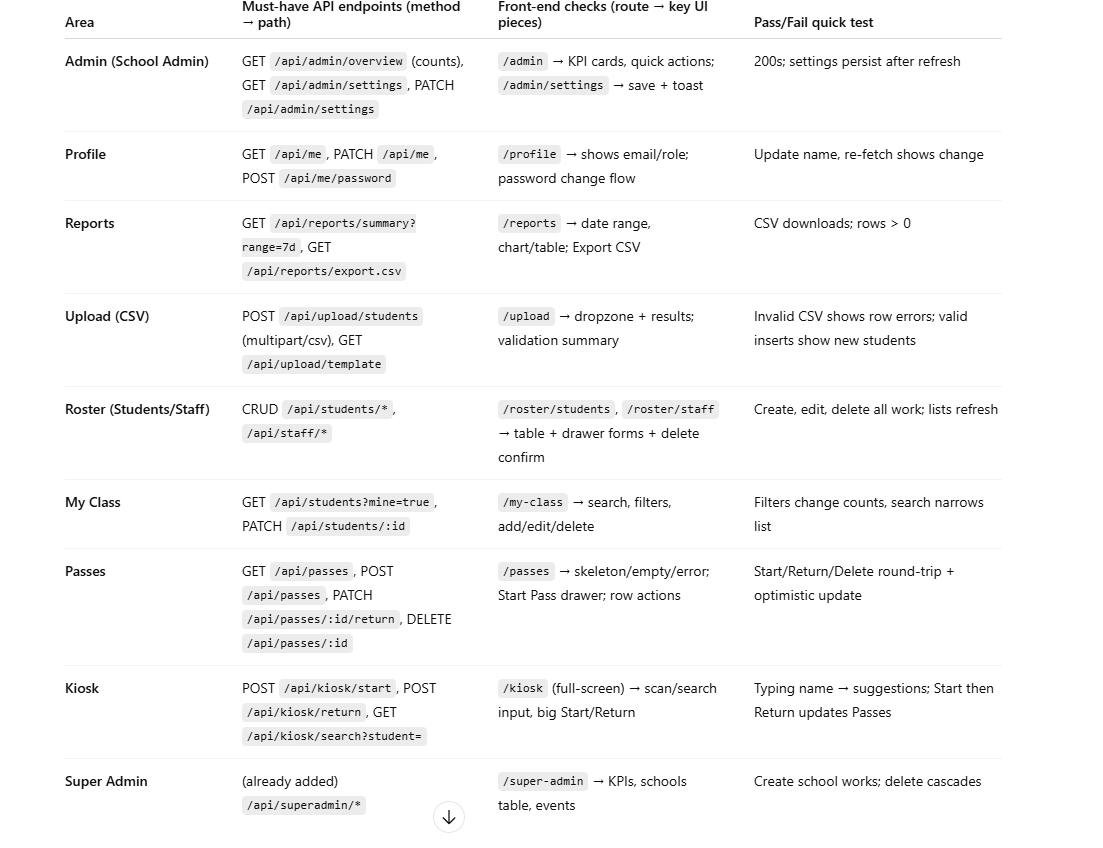 Area
Must-have API endpoints (method
→ path)
Front-end checks (route → key UI
pieces)
Pass/Fail quick test
Admin (School Admin)
GET /api/admin/overview (counts),
GET /api/admin/settings, PATCH
/api/admin/settings
/admin → KPI cards, quick actions;
/admin/settings → save + toast
200s; settings persist after refresh
Profile
GET /api/me, PATCH /api/me,
POST /api/me/password
/profile → shows email/role;
password change flow
Update name, re-fetch shows change
Reports
GET /api/reports/summary?
range=7d, GET
/api/reports/export.csv
/reports → date range,
chart/table; Export CSV
CSV downloads; rows > 0
Upload (CSV)
POST /api/upload/students
(multipart/csv), GET
/api/upload/template
/upload → dropzone + results;
validation summary
Invalid CSV shows row errors; valid
inserts show new students
Roster (Students/Staff)
CRUD /api/students/*,
/api/staff/*
/roster/students, /roster/staff
→ table + drawer forms + delete
confirm
Create, edit, delete all work; lists refresh
My Class
GET /api/students?mine=true,
PATCH /api/students/:id
/my-class → search, filters,
add/edit/delete
Filters change counts, search narrows
list
Passes
GET /api/passes, POST
/api/passes, PATCH
/api/passes/:id/return, DELETE
/api/passes/:id
/passes → skeleton/empty/error;
Start Pass drawer; row actions
Start/Return/Delete round-trip +
optimistic update
Kiosk
POST /api/kiosk/start, POST
/api/kiosk/return, GET
/api/kiosk/search?student=
/kiosk (full-screen) → scan/search
input, big Start/Return
Typing name → suggestions; Start then
Return updates Passes
Super Admin
(already added)
/api/superadmin/*
/super-admin → KPIs, schools
table, events
Create school works; delete cascades